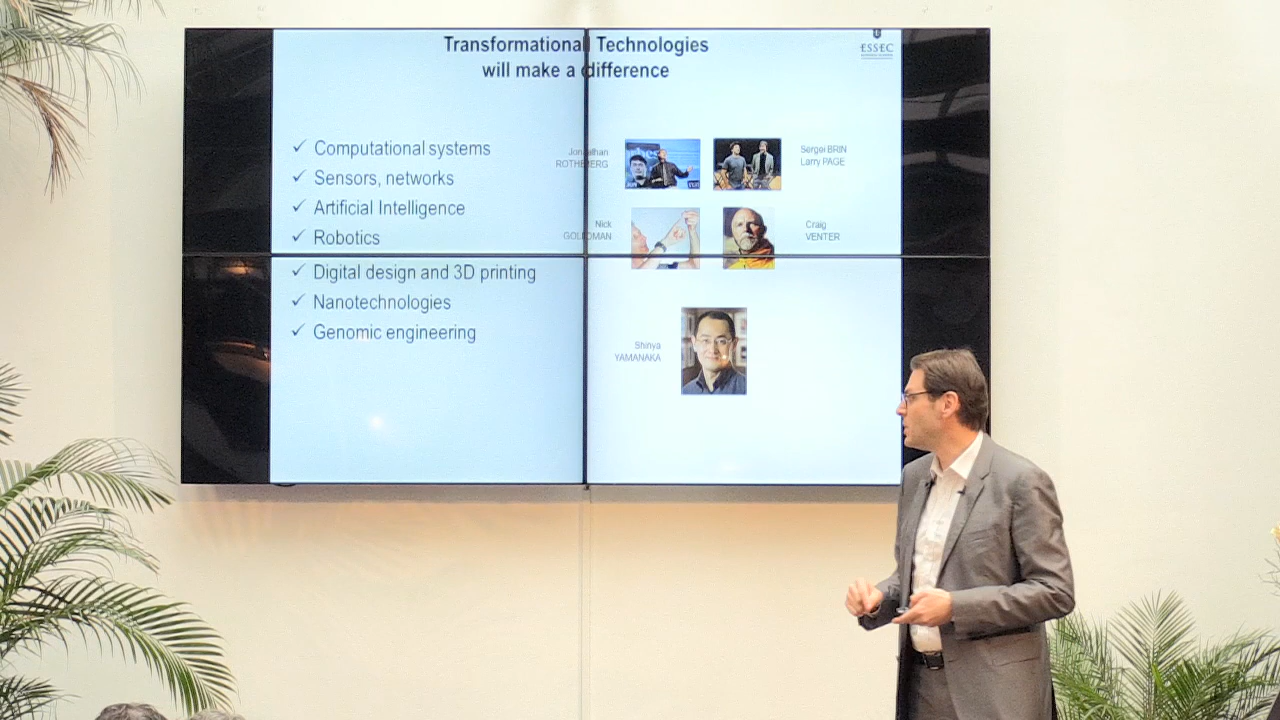 Transformational Technologies
will make a difference
ESSEC
✓ Computational systems
✓ Sensors, networks
✓ Artificial Intelligence
✓ Robotics
✓ Digital design and 3D printing
✓ Nanotechnologies
✓ Genomic engineering
Jonathan
ROTHBERG
Sergei BRIN
Larry PAGE
Nick
GOLDMAN
Craig
VENTER
Shinya
YAMANAKA